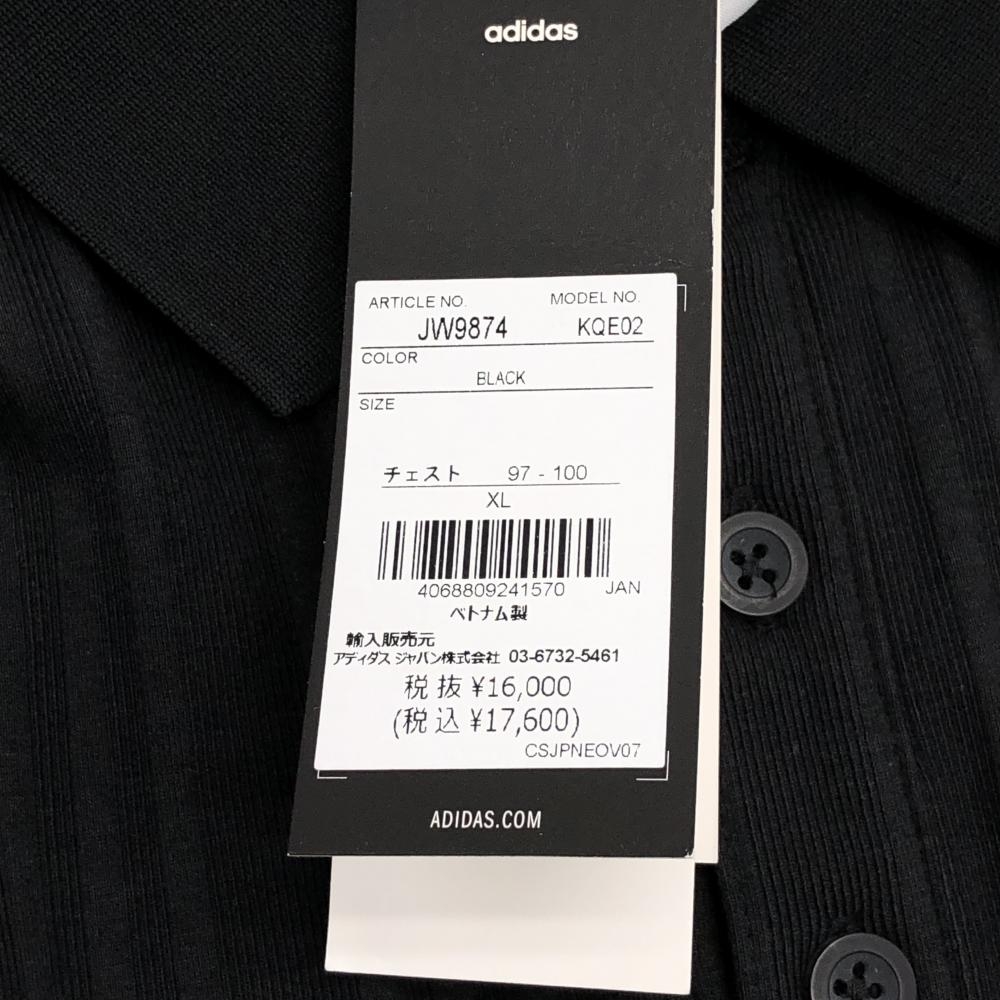 adidas
ARTICLE NO. MODEL NO.
JW9874 KQE02
COLOR
BLACK
SIZE
チェスト 97 - 100
XL
4068809241570 JAN
ベトナム製
輸入販売元
アディダス ジャパン株式会社 03-6732-5461
税 抜 ¥16,000
(税 込 ¥17,600)
CSJPNEOV07
ADIDAS.COM